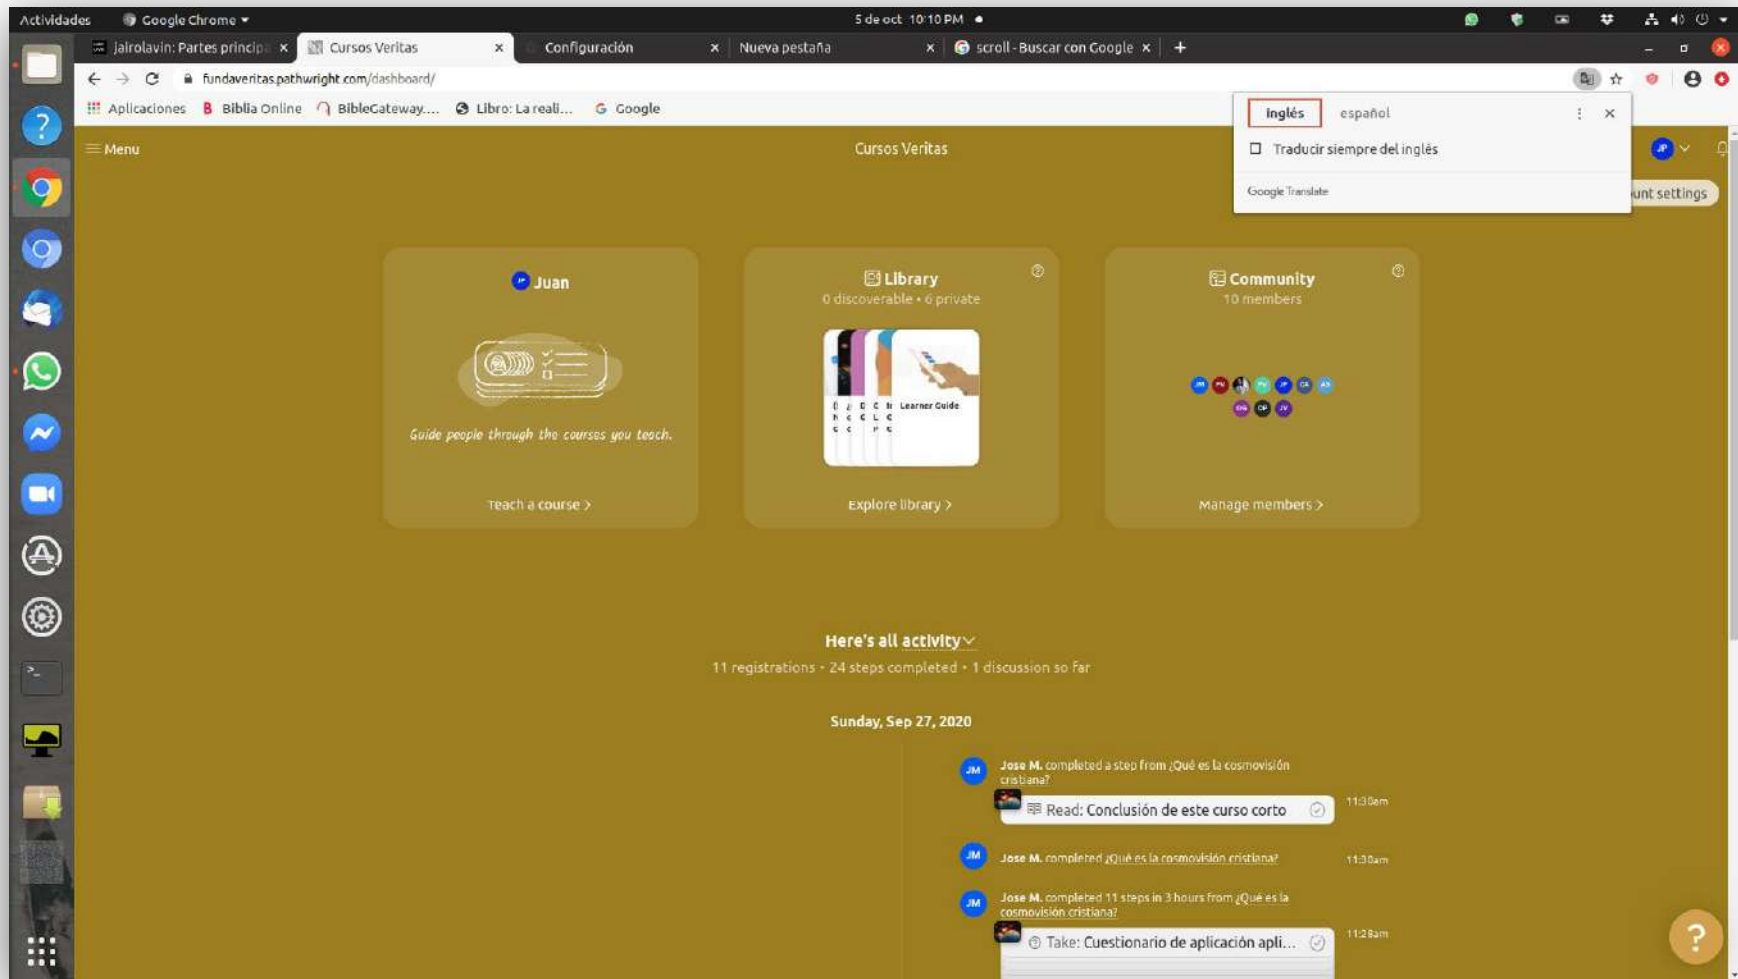 Actividades
Google Chrome
5 de oct 10:10 PM
jairolavin: Partes princip
Cursos Veritas
Configuración
Nueva pestaña
scroll - Buscar con Google
fundaveritas.pathwright.com/dashboard/
Aplicaciones
Biblia Online
BibleGateway....
Libro: La reali...
Google
inglés
español
Traducir siempre del inglés
Google Translate
Menu
Cursos Veritas
JP
unt settings
Juan
Guide people through the courses you teach.
Teach a course >
Library
0 discoverable • 6 private
Learner Guide
Explore library >
Community
10 members
Manage members >
Here's all activity
11 registrations • 24 steps completed • 1 discussion so far
Sunday, Sep 27, 2020
JM
Jose M. completed a step from ¿Qué es la cosmovisión
cristiana?
Read: Conclusión de este curso corto
11:30am
JM
Jose M. completed ¿Qué es la cosmovisión cristiana?
11:30am
JM
Jose M. completed 11 steps in 3 hours from ¿Qué es la
cosmovisión cristiana?
Take: Cuestionario de aplicación apli...
11:28am
?